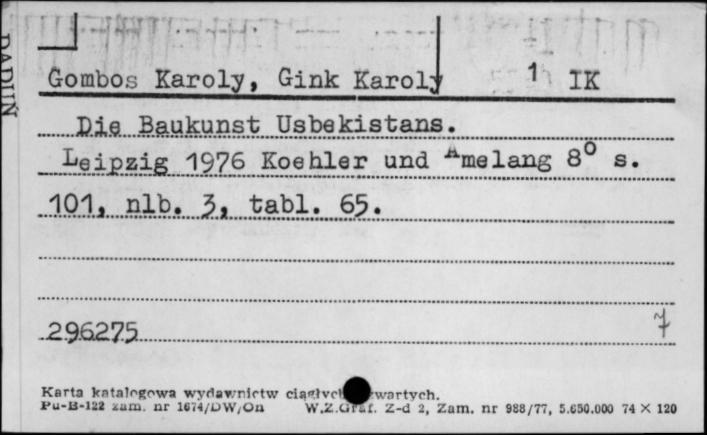 Gombos Karoly, Gink Karoly 1 IK
Die Baukunst Usbekistans.
Leipzig 1976 Koehler und Amelang 8° s.
101, nlb. 3, tabl. 65.
296275
7
Karta katalogowa wydawnictw
Pu-B-122 zam. nr 1674/DW/On W.Z.Graf. Z-d 2, Zam. nr 988/77, 5.650.000 74 X 120